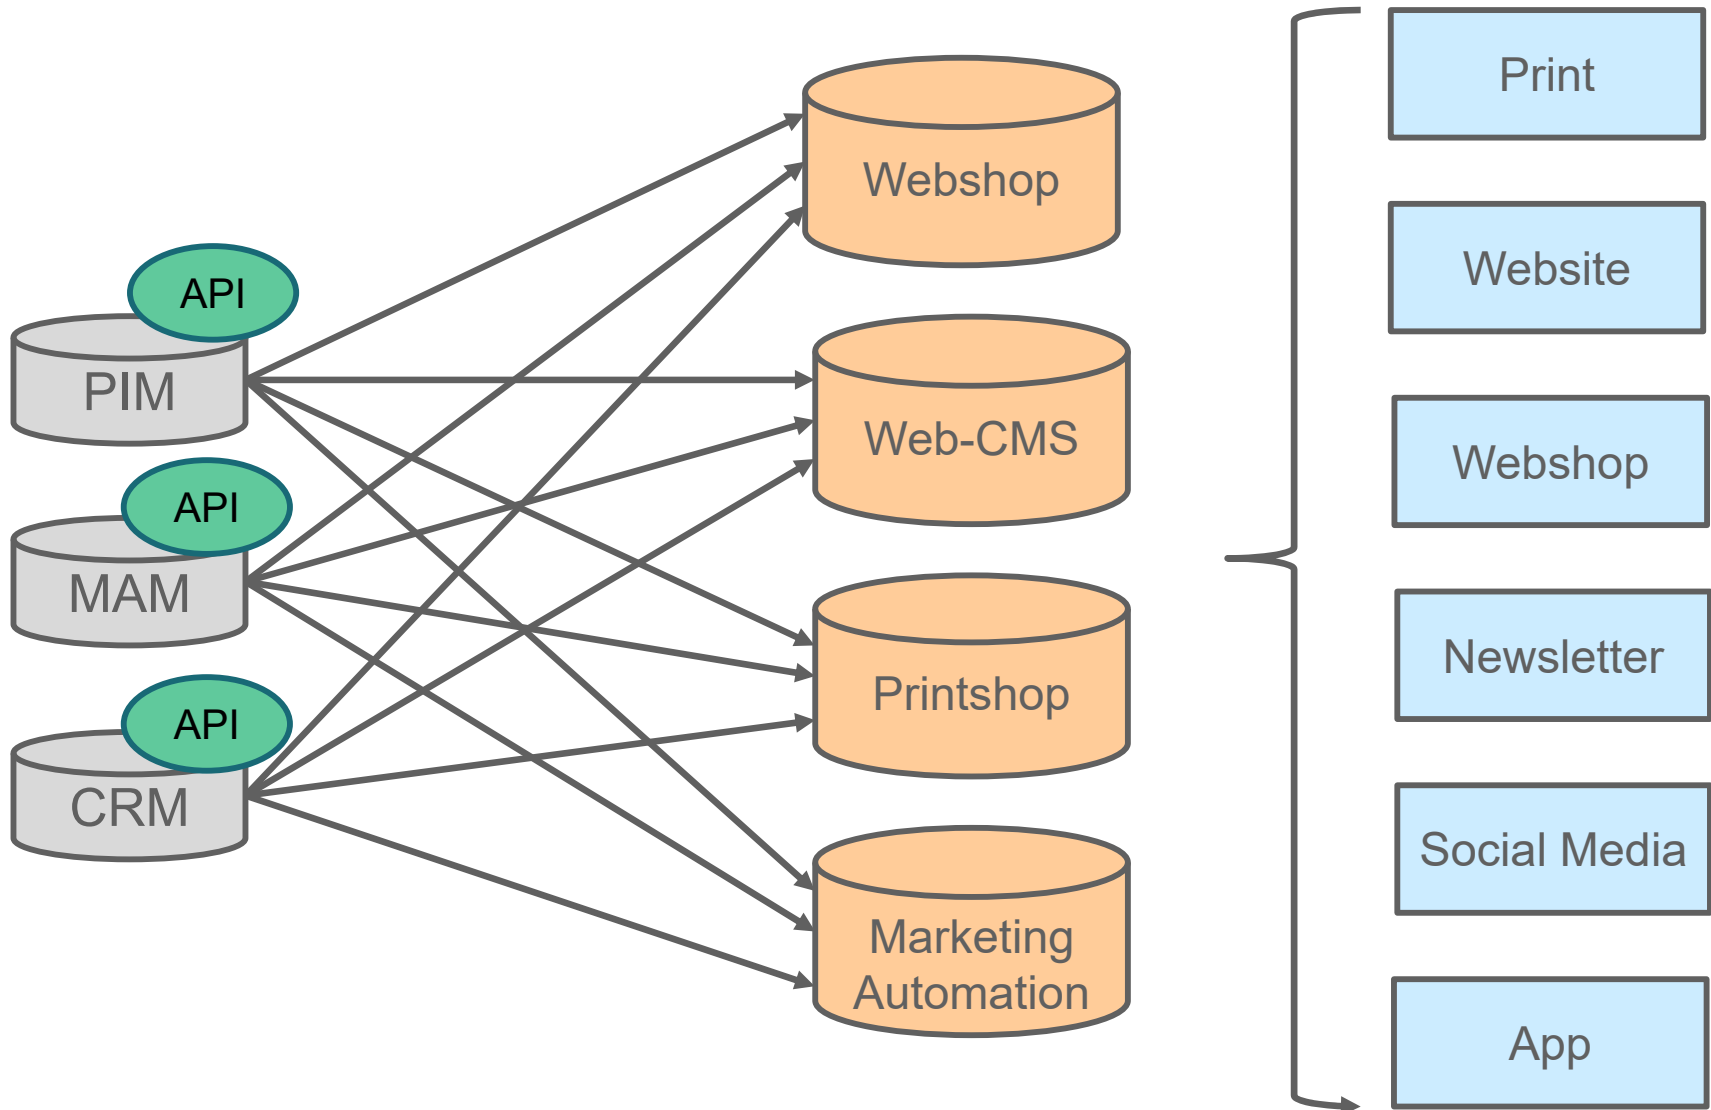 API
PIM
API
MAM
API
CRM
Webshop
Web-CMS
Printshop
Marketing
Automation
Print
Website
Webshop
Newsletter
Social Media
App